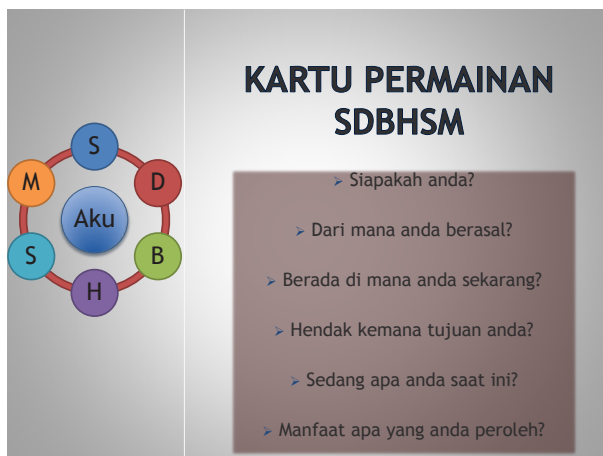 S
D
B
H
S
M
Aku
KARTU PERMAINAN
SDBHSM
➢ Siapakah anda?
➢ Dari mana anda berasal?
➢ Berada di mana anda sekarang?
➢ Hendak kemana tujuan anda?
➢ Sedang apa anda saat ini?
➢ Manfaat apa yang anda peroleh?